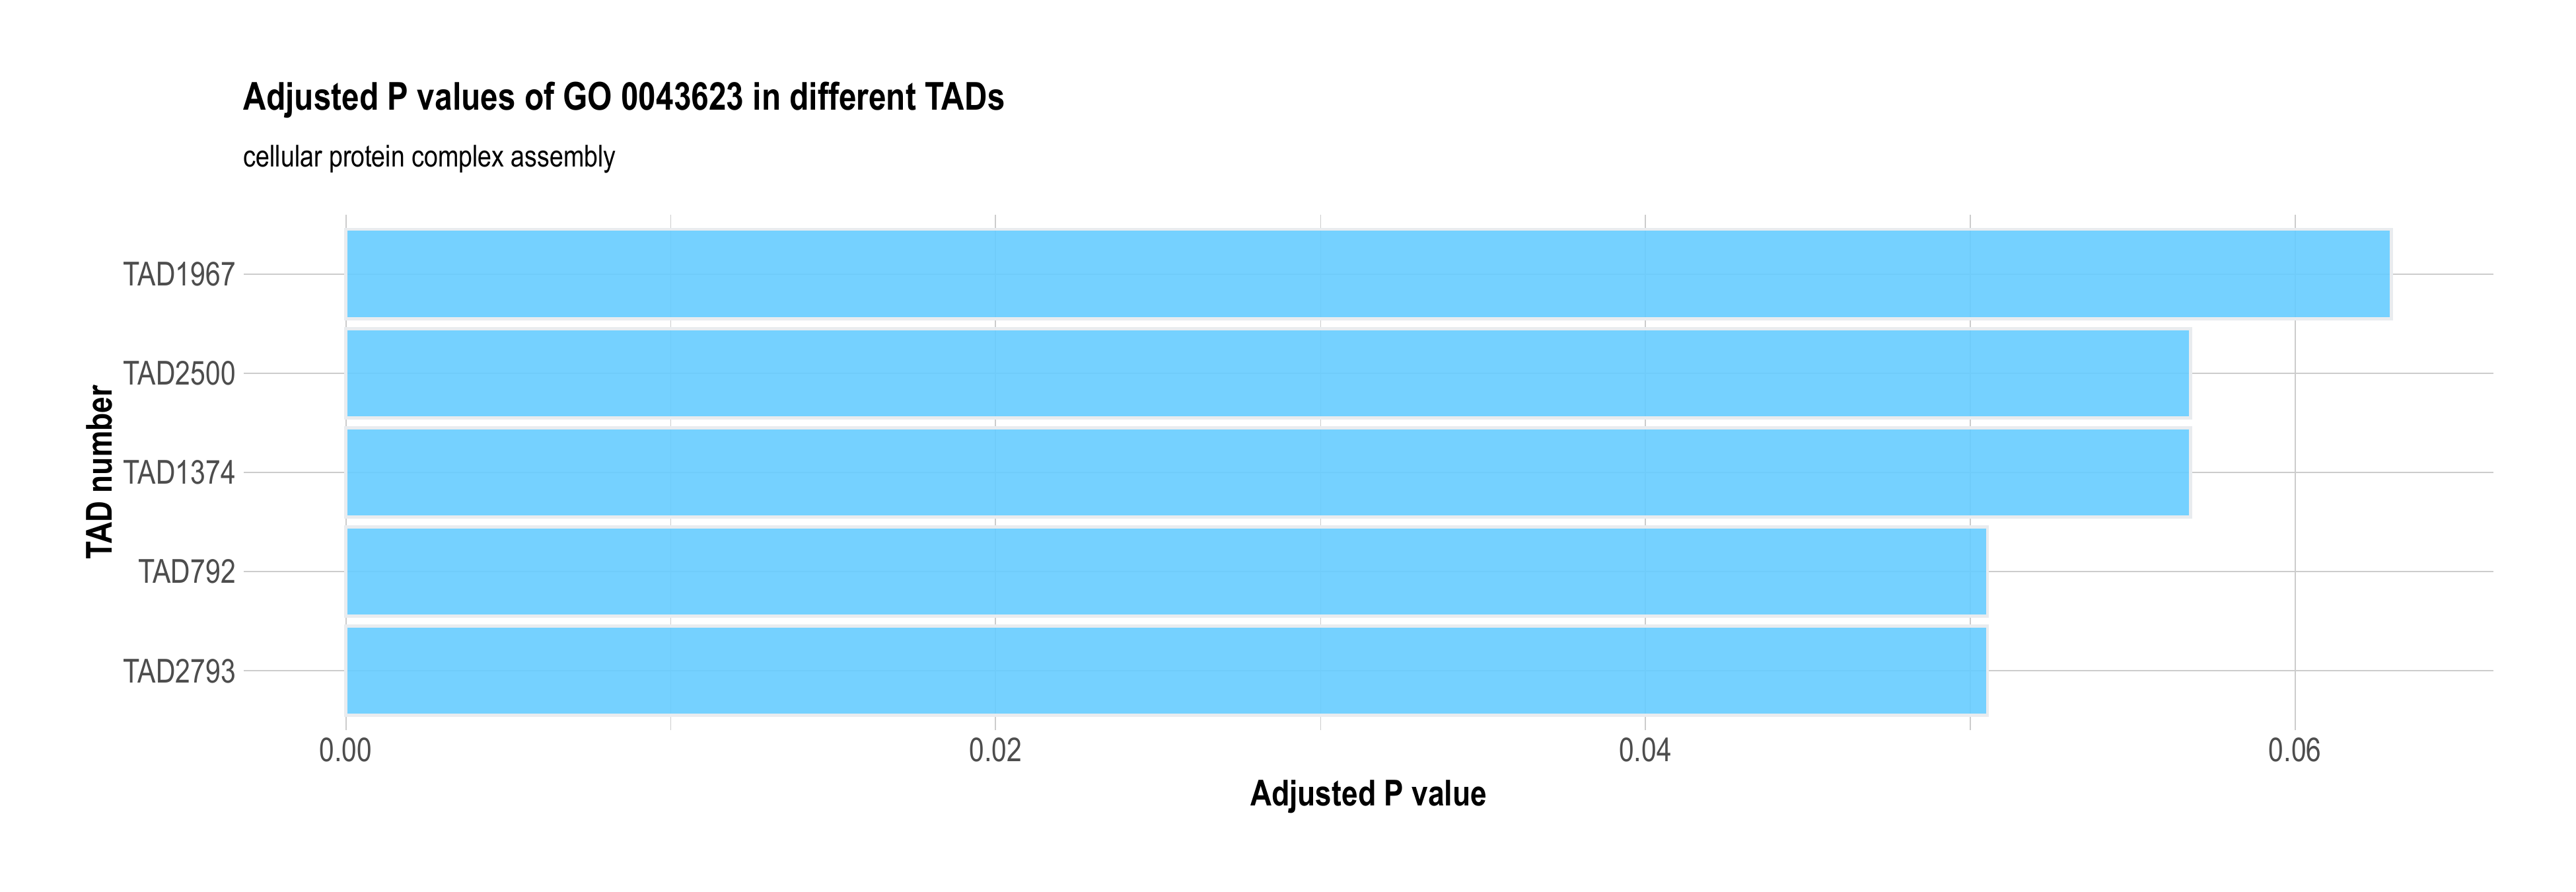 Adjusted P values of GO 0043623 in different TADs
cellular protein complex assembly
TAD number
TAD1967
TAD2500
TAD1374
TAD792
TAD2793
0.00 0.02 0.04 0.06
Adjusted P value